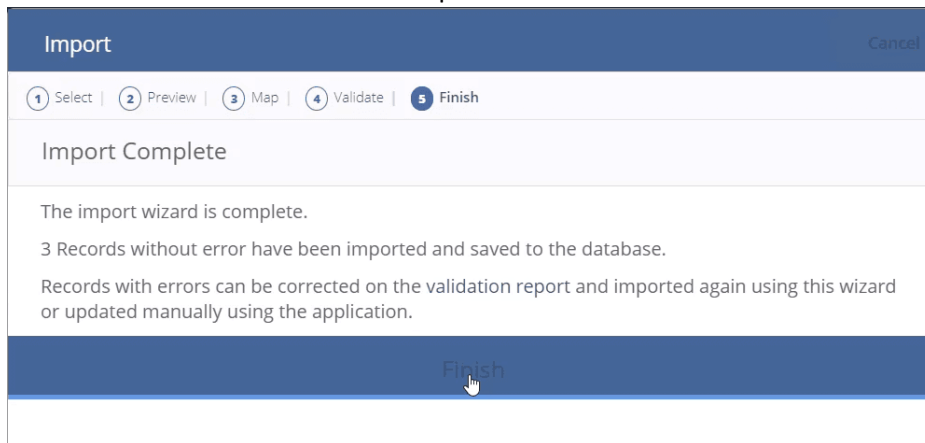 Import
Cancel
1 Select | 2 Preview | 3 Map | 4 Validate | 5 Finish
Import Complete
The import wizard is complete.
3 Records without error have been imported and saved to the database.
Records with errors can be corrected on the validation report and imported again using this wizard
or updated manually using the application.
Finish